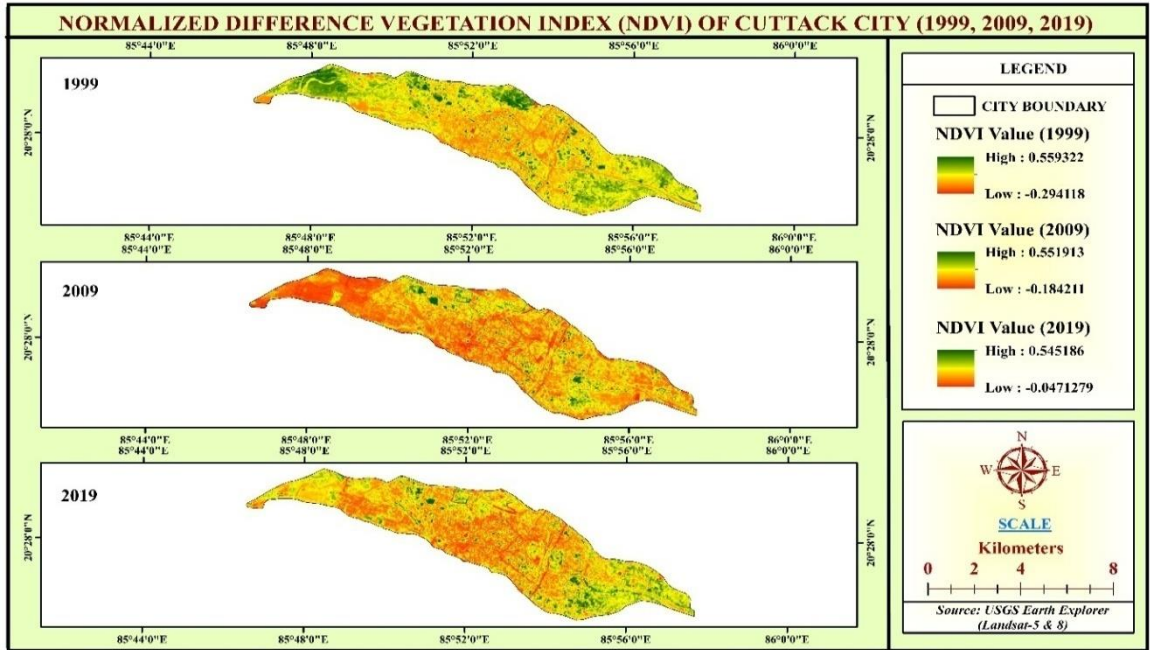 NORMALIZED DIFFERENCE VEGETATION INDEX (NDVI) OF CUTTACK CITY (1999, 2009, 2019)
85°44'0"E 85°48'0"E 85°52'0"E 85°56'0"E 86°0'0"E
1999
20°28'0"N
20°28'0"N
85°44'0"E 85°48'0"E 85°52'0"E 85°56'0"E 86°0'0"E
85°44'0"E 85°48'0"E 85°52'0"E 85°56'0"E 86°0'0"E
2009
20°28'0"N
20°28'0"N
85°44'0"E 85°48'0"E 85°52'0"E 85°56'0"E 86°0'0"E
85°44'0"E 85°48'0"E 85°52'0"E 85°56'0"E 86°0'0"E
2019
20°28'0"N
20°28'0"N
85°44'0"E 85°48'0"E 85°52'0"E 85°56'0"E 86°0'0"E
LEGEND
CITY BOUNDARY
NDVI Value (1999)
High : 0.559322
Low : -0.294118
NDVI Value (2009)
High : 0.551913
Low : -0.184211
NDVI Value (2019)
High : 0.545186
Low : -0.0471279
N
W E
S
SCALE
Kilometers
0 2 4 8
Source: USGS Earth Explorer
(Landsat-5 & 8)